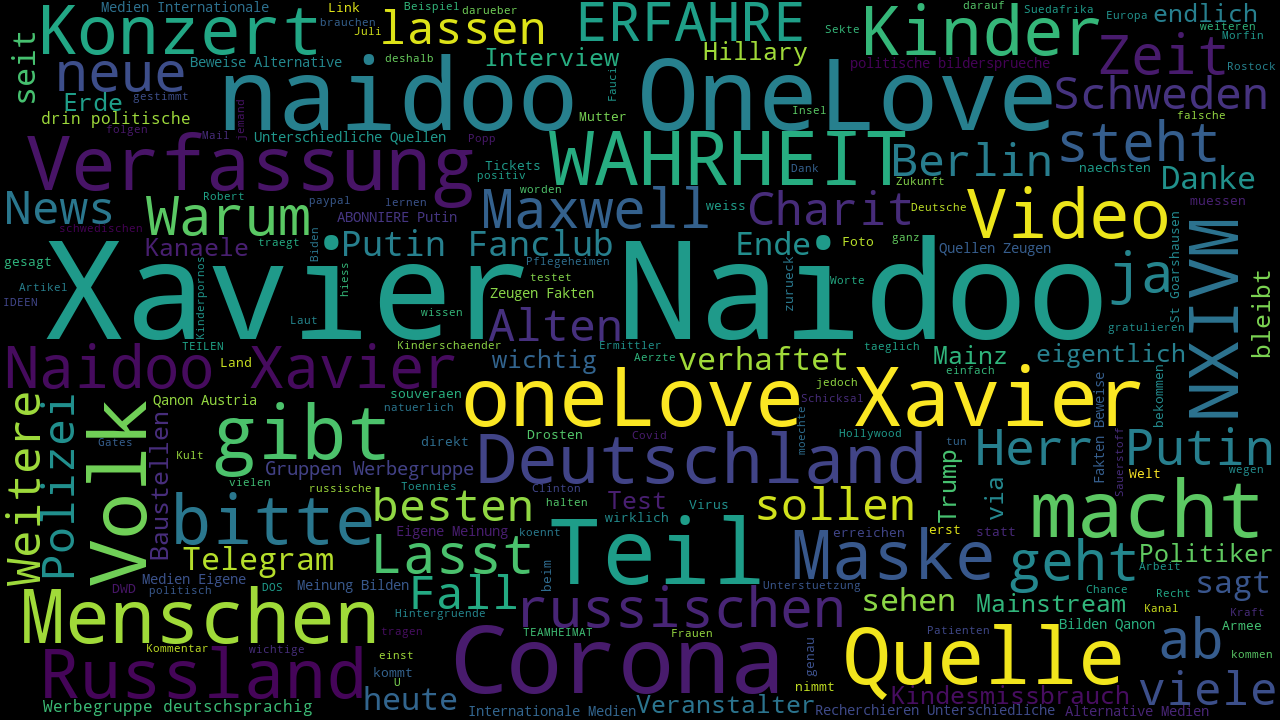 Medien Internationale
Link
Beispiel
darueber
darauf
Suedafrika
Europa
endlich
weiteren
Konzert
brauchen
Juli
lassen
ERFAHRE
Sekte
Kinder
Zeit
Morfin
seit
neue
Beweise Alternative
deshalb
Interview
Hillary
politische bildersprueche
Rostock
naidoo
OneLove
Schweden
Erde
gestimmt
Fauci
drin politische
jemand
Mutter
Insel
falsche
folgen
Mail
Unterschiedliche Quellen
Popp
WAHRHEIT
steht
Verfassung
Tickets
positiv
Dank
Berlin
naechsten
Zukunft
Danke
News
Robert
paypal
lernen
worden
muessen
Warum
ABONNIERE Putin
Maxwell
weiss
Charit
Deutsche
Video
schwedischen
Kanaele
traegt
Biden
Putin
Fanclub
Ende
Foto
ganz
Quellen Zeugen
St Goarshausen
NXIVM
gesagt
Xavier Naidoo
Pflegeheimen
testet
zurueck
Worte
ja
bleibt
Artikel
Kinderpornos
hiess
Zeugen Fakten
IDEEN
Laut
wissen
Alten
gratulieren
TEILEN
Kinderschaender
Ermittler
taeglich
Naidoo Xavier
Land
wichtig
Aerzte
verhaftet
Mainz
eigentlich
einfach
oneLove Xavier
jedoch
Weitere
Polizei
Volk
Qanon Austria
souveraen
natuerlich
Schicksal
Fakten Beweise
bekommen
gibt
Baustellen
Gates
Kult
direkt
Drosten
Covid
moechte
Hollywood
tun
Herr
Putin
wegen
Gruppen Werbegruppe
Deutschland
Sauerstoff
Welt
vielen
russische
Toennies
Clinton
Trump
via
bitte
besten
halten
Test
Virus
sollen
macht
wirklich
Eigene Meinung
koennt
erreichen
erst
statt
Telegram
Lasst
Teil
Maske
geht
Politiker
Arbeit
Medien Eigene
Meinung Bilden
beim
Unterstuetzung
Chance
Recht
sagt
DWD
politisch
DOS
Fall
Menschen
Hintergruende
russischen
sehen
Mainstream
Kanal
Kraft
tragen
TEAMHEIMAT
Frauen
Patienten
Bilden Qanon
Armee
Kommentar
wichtige
einst
Corona
genau
Quelle
ab
kommen
Russland
kommt
U
nimmt
Kindesmissbrauch
viele
heute
Veranstalter
Werbegruppe deutschsprachig
Internationale Medien
Recherchieren Unterschiedliche
Alternative Medien